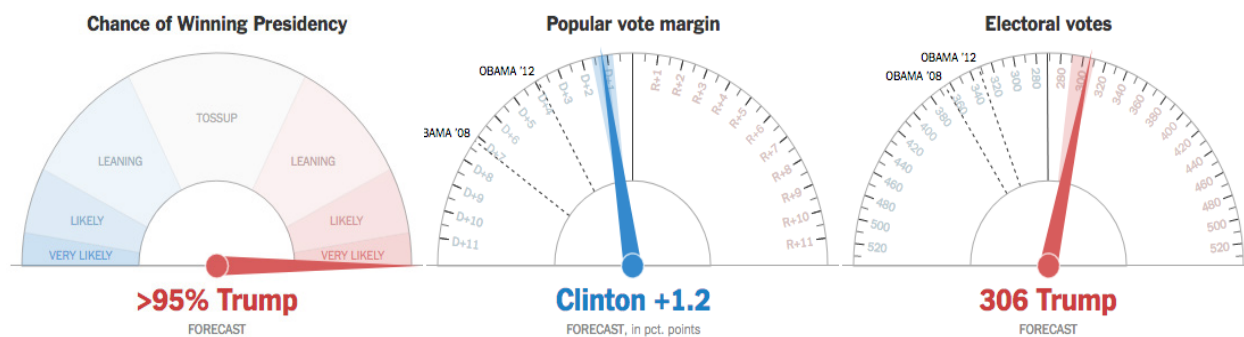 Chance of Winning Presidency
TOSSUP
LEANING
LEANING
LIKELY
LIKELY
VERY LIKELY
VERY LIKELY
>95% Trump
FORECAST
Popular vote margin
OBAMA '12
BAMA '08
D+11
D+10
D+9
D+8
D+7
D+6
D+5
D+4
D+3
D+2
D+1
R+1
R+2
R+3
R+4
R+5
R+6
R+7
R+8
R+9
R+10
R+11
Clinton +1.2
FORECAST, in pct. points
Electoral votes
OBAMA '12
OBAMA '08
520
500
480
460
440
420
400
380
360
340
320
300
280
280
300
320
340
360
380
400
420
440
460
480
500
520
306 Trump
FORECAST